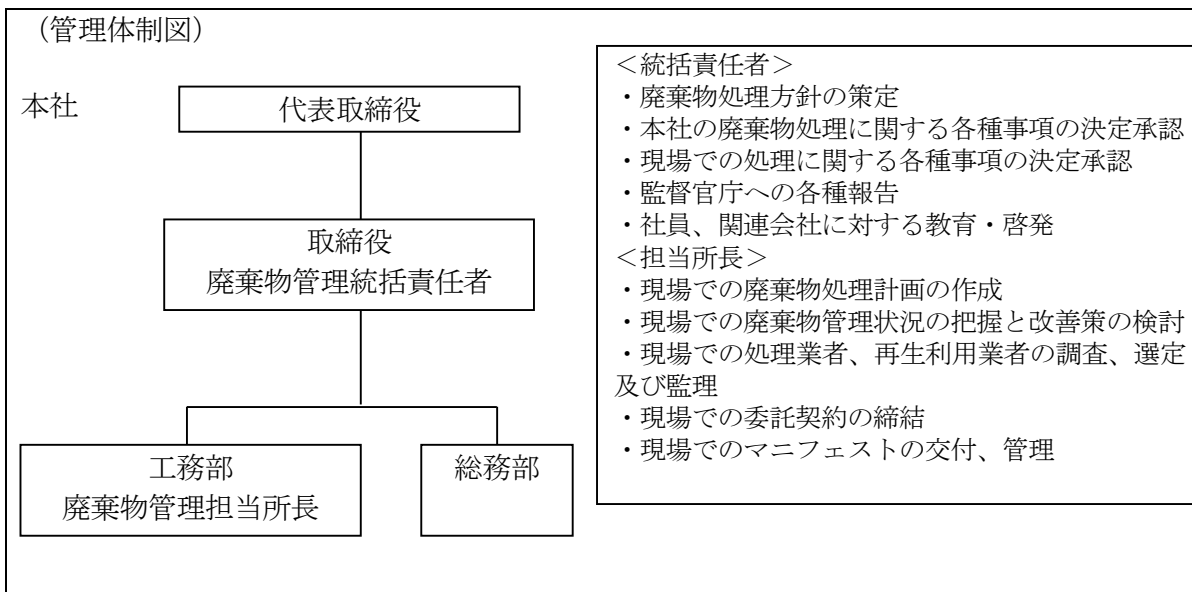 （管理体制図）
本社
代表取締役
取締役
廃棄物管理統括責任者
工務部
廃棄物管理担当所長
総務部
＜統括責任者＞
・廃棄物処理方針の策定
・本社の廃棄物処理に関する各種事項の決定承認
・現場での処理に関する各種事項の決定承認
・監督官庁への各種報告
・社員、関連会社に対する教育・啓発
＜担当所長＞
・現場での廃棄物処理計画の作成
・現場での廃棄物管理状況の把握と改善策の検討
・現場での処理業者、再生利用業者の調査、選定
及び監理
・現場での委託契約の締結
・現場でのマニフェストの交付、管理